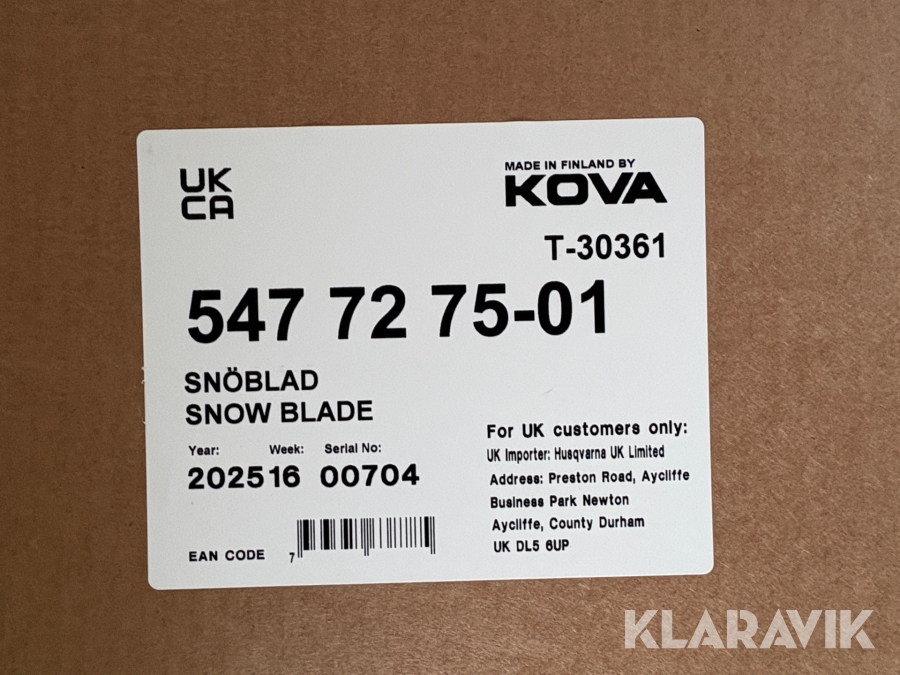 UK
CA
MADE IN FINLAND BY
KOVA
T-30361
547 72 75-01
SNÖBLAD
SNOW BLADE
Year: Week: Serial No:
2025 16 00704
EAN CODE
7
For UK customers only:
UK Importer: Husqvarna UK Limited
Address: Preston Road, Aycliffe
Business Park Newton
Aycliffe, County Durham
UK DL5 6UP
KLARAVIK